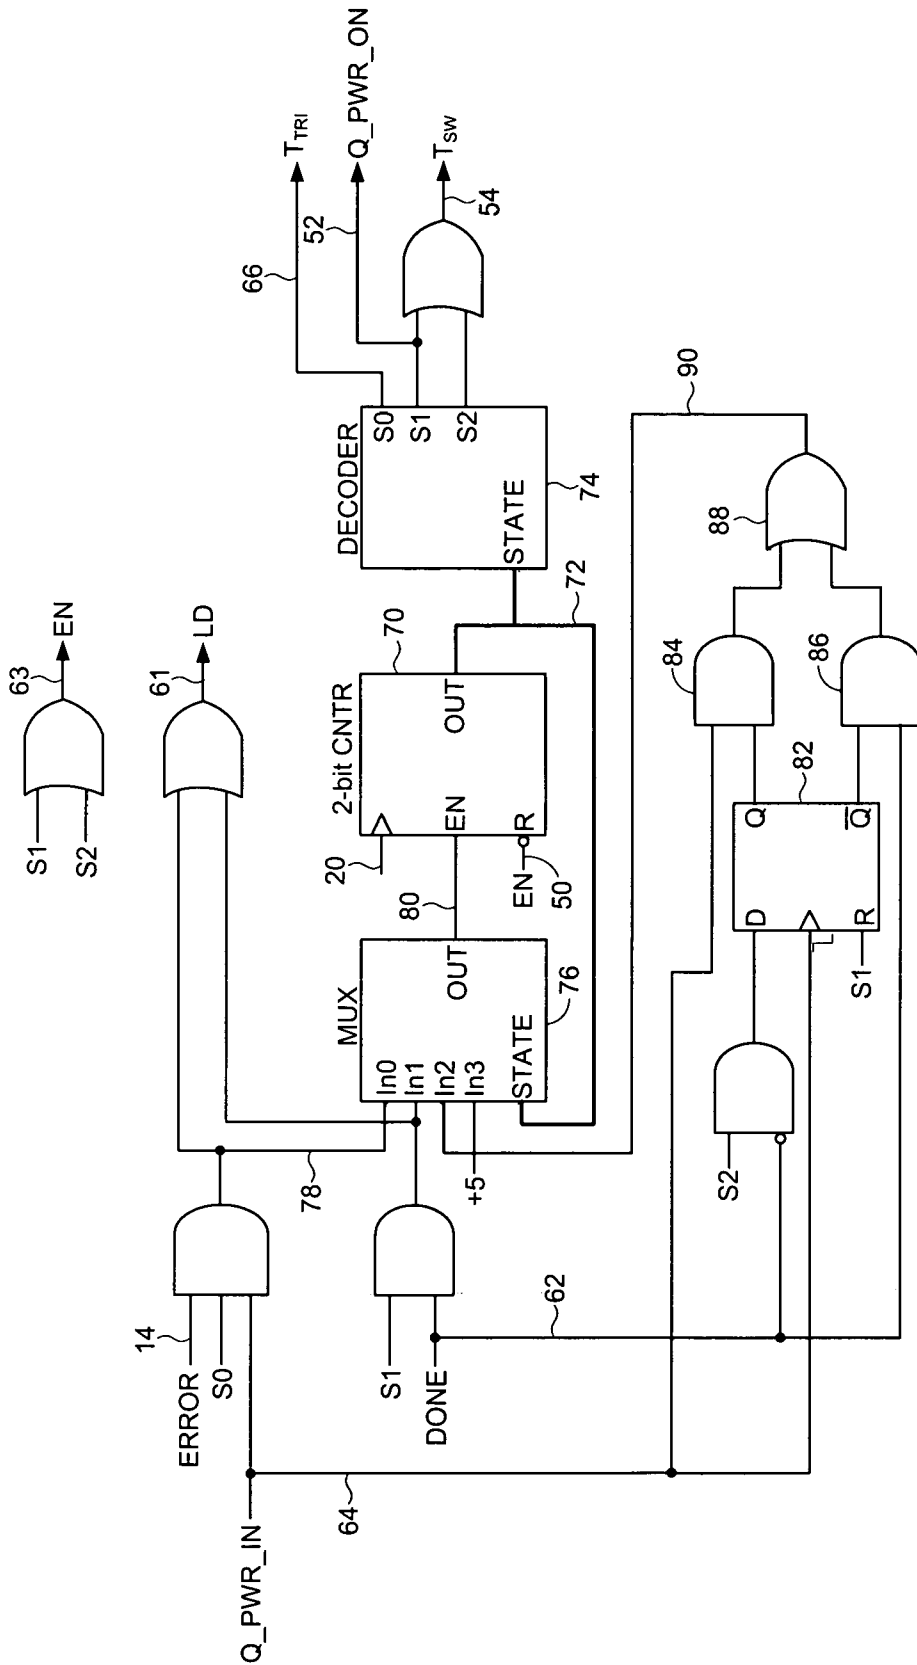 63
EN
S1
S2
61
LD
66
T_TRI
52
Q_PWR_ON
T_SW
54
DECODER
S0
S1
S2
STATE
74
72
2-bit CNTR
70
20
EN
OUT
EN
R
50
80
MUX
In0
In1
In2
In3
OUT
STATE
76
+5
78
14
ERROR
S0
Q_PWR_IN
S1
DONE
62
64
90
88
84
86
82
D
Q
Q̅
R
S1
S2